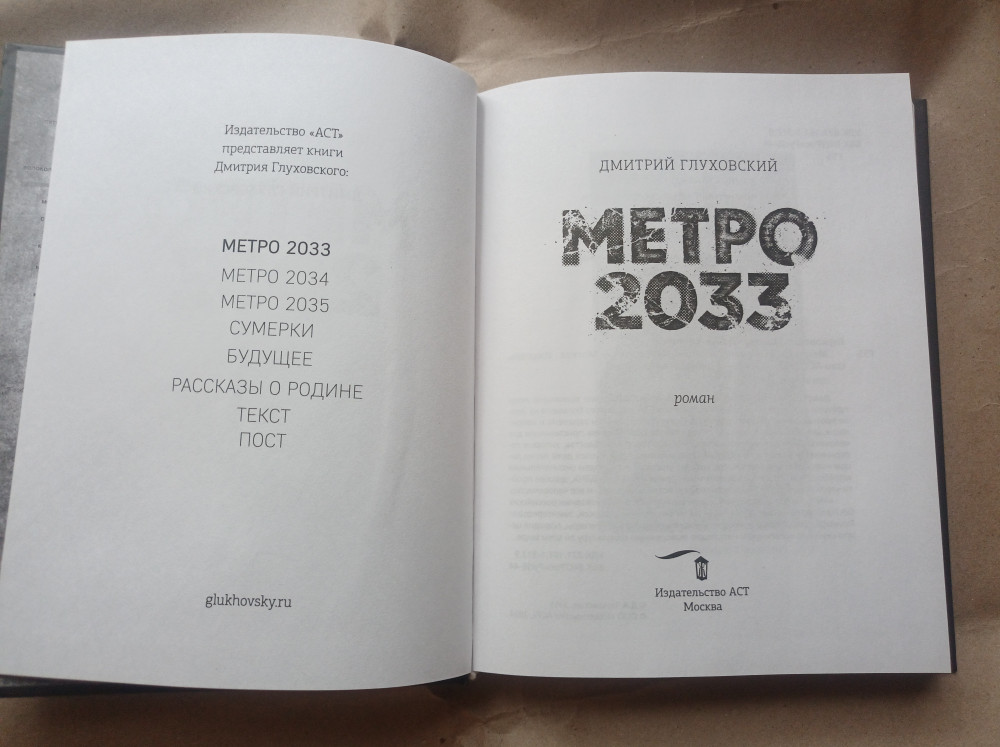 Издательство «АСТ»
представляет книги
Дмитрия Глуховского:
МЕТРО 2033
МЕТРО 2034
МЕТРО 2035
СУМЕРКИ
БУДУЩЕЕ
РАССКАЗЫ О РОДИНЕ
ТЕКСТ
ПОСТ
glukhovsky.ru
ДМИТРИЙ ГЛУХОВСКИЙ
МЕТРО
2033
роман
Издательство АСТ
Москва